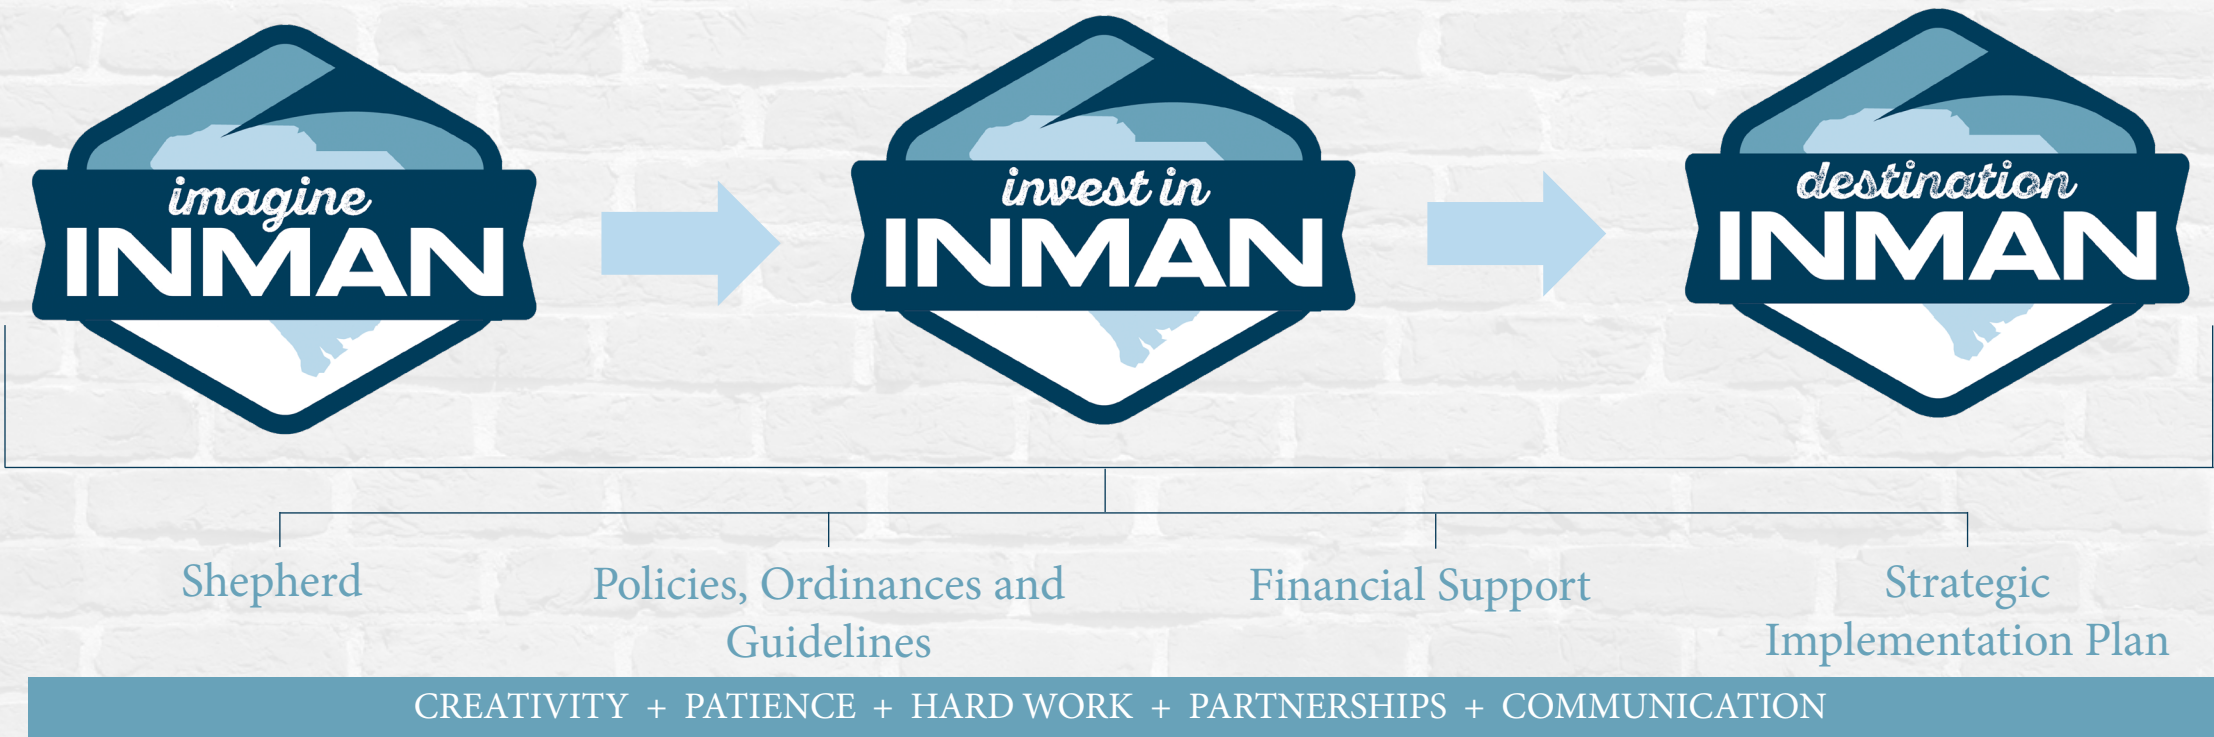 imagine
INMAN
invest in
INMAN
destination
INMAN
Shepherd
Policies, Ordinances and
Guidelines
Financial Support
Strategic
Implementation Plan
CREATIVITY + PATIENCE + HARD WORK + PARTNERSHIPS + COMMUNICATION